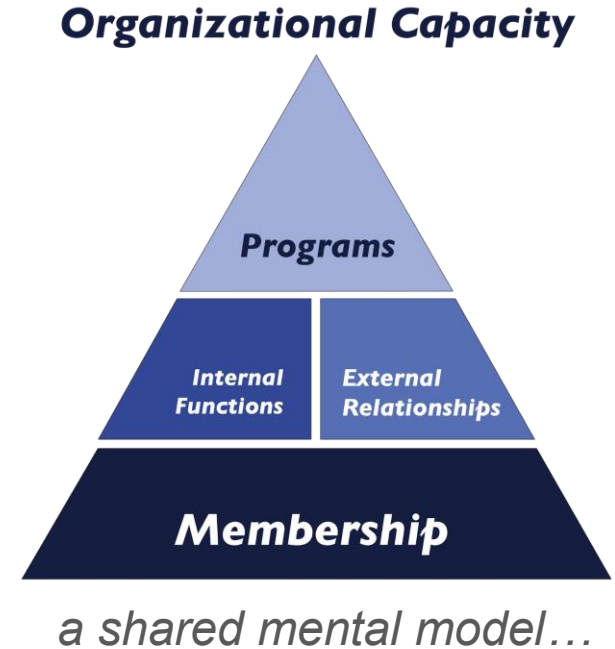 Organizational Capacity
Programs
Internal
Functions
External
Relationships
Membership
a shared mental model…